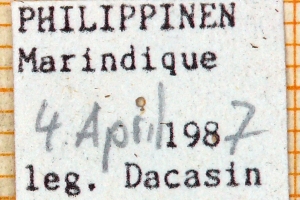 PHILIPPINEN
Marindique
4 April 1987
leg. Dacasin